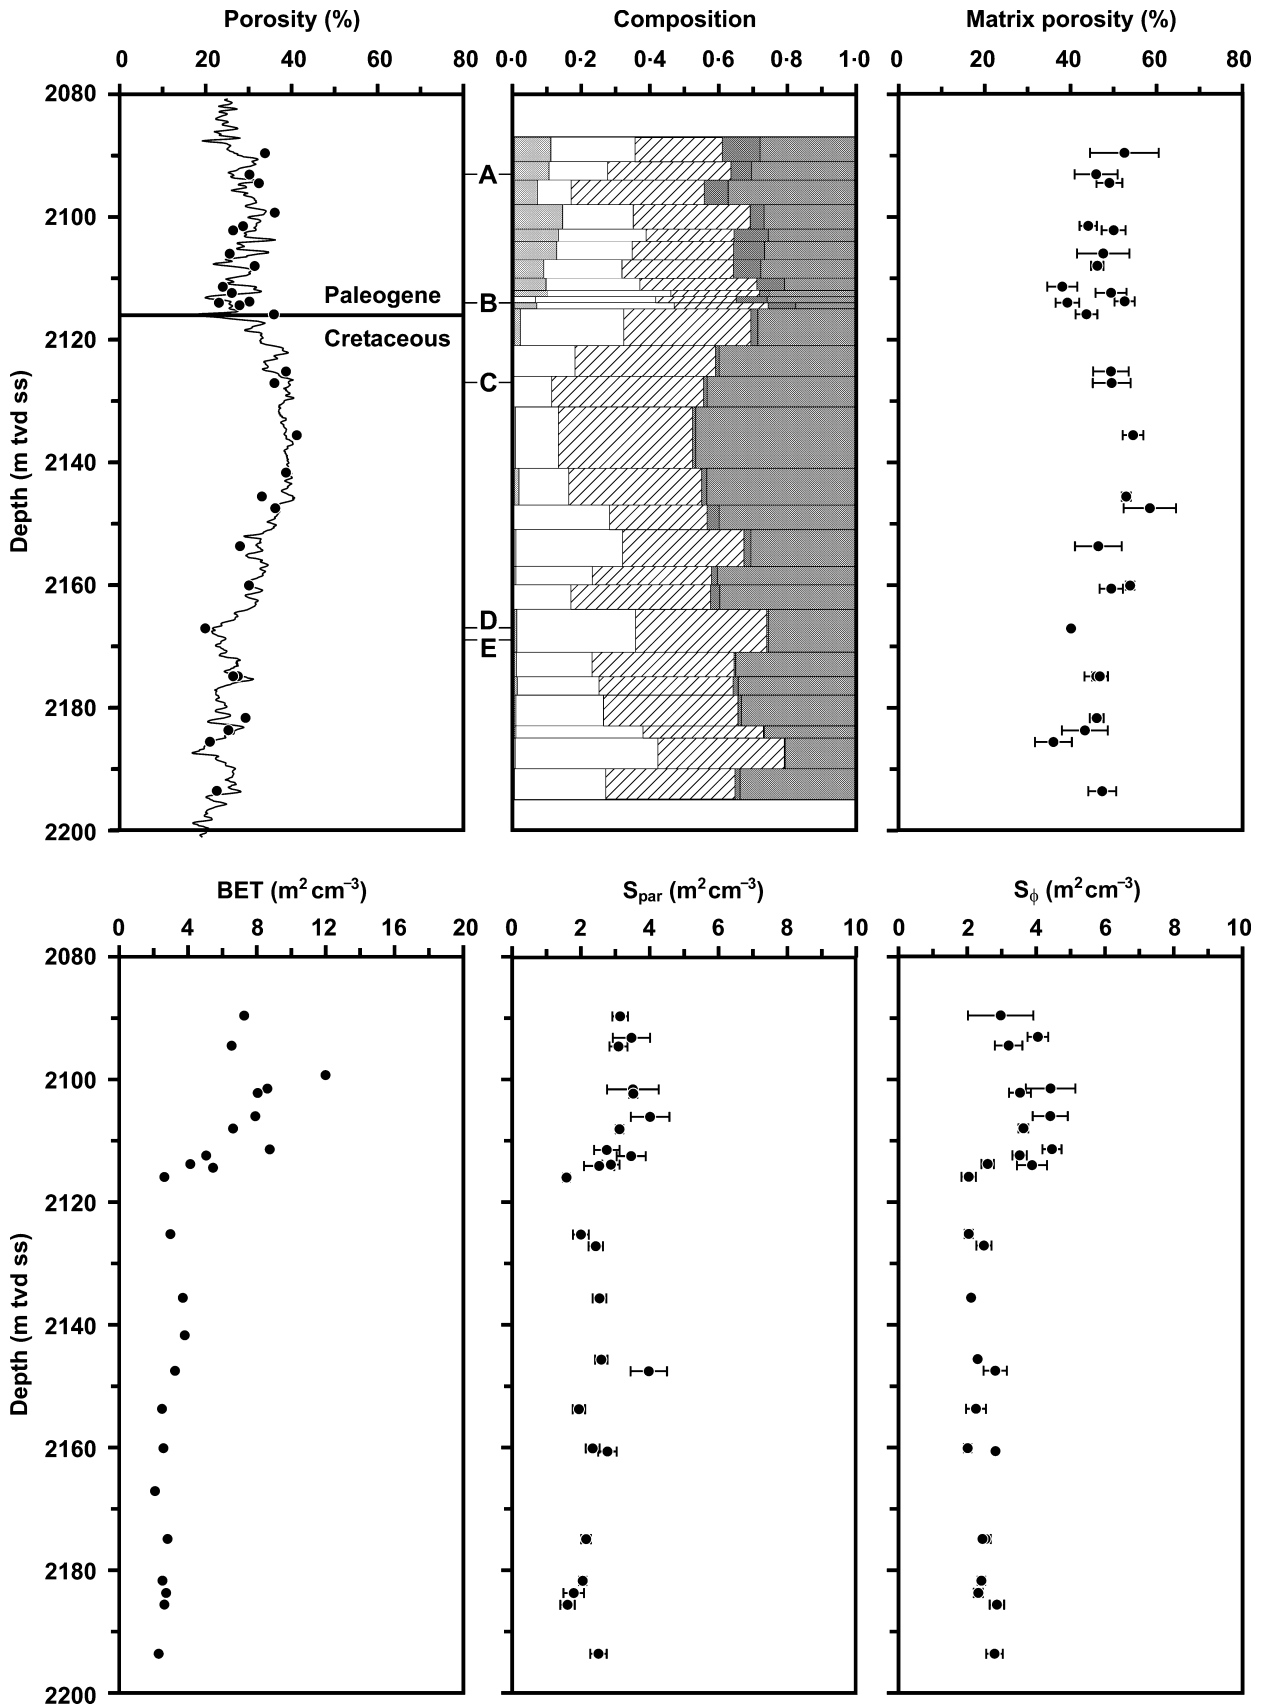 Porosity (%) Composition Matrix porosity (%)
0 20 40 60 80 0·0 0·2 0·4 0·6 0·8 1·0 0 20 40 60 80
2080
A
2100
Paleogene
B
Cretaceous
2120
C
2140
2160
D
E
2180
2200
Depth (m tvd ss)
BET (m² cm⁻³) Spar (m² cm⁻³) Sϕ (m² cm⁻³)
0 4 8 12 16 20 0 2 4 6 8 10 0 2 4 6 8 10
2080
2100
2120
2140
2160
2180
2200
Depth (m tvd ss)